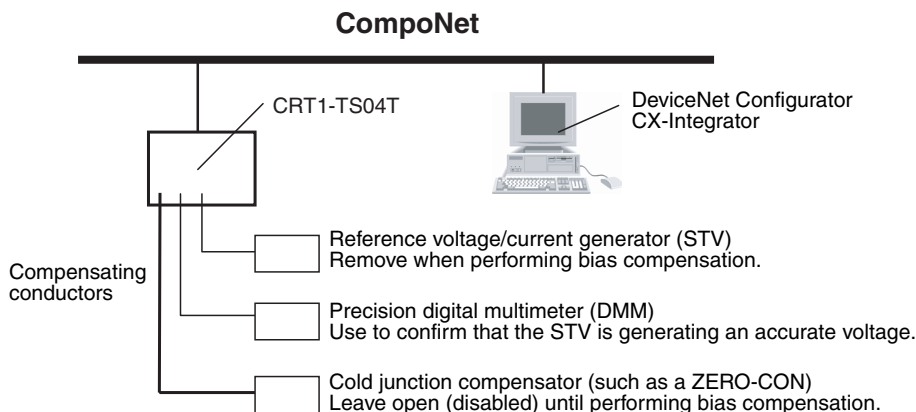 CompoNet
CRT1-TS04T
DeviceNet Configurator
CX-Integrator
Reference voltage/current generator (STV)
Remove when performing bias compensation.
Compensating
conductors
Precision digital multimeter (DMM)
Use to confirm that the STV is generating an accurate voltage.
Cold junction compensator (such as a ZERO-CON)
Leave open (disabled) until performing bias compensation.